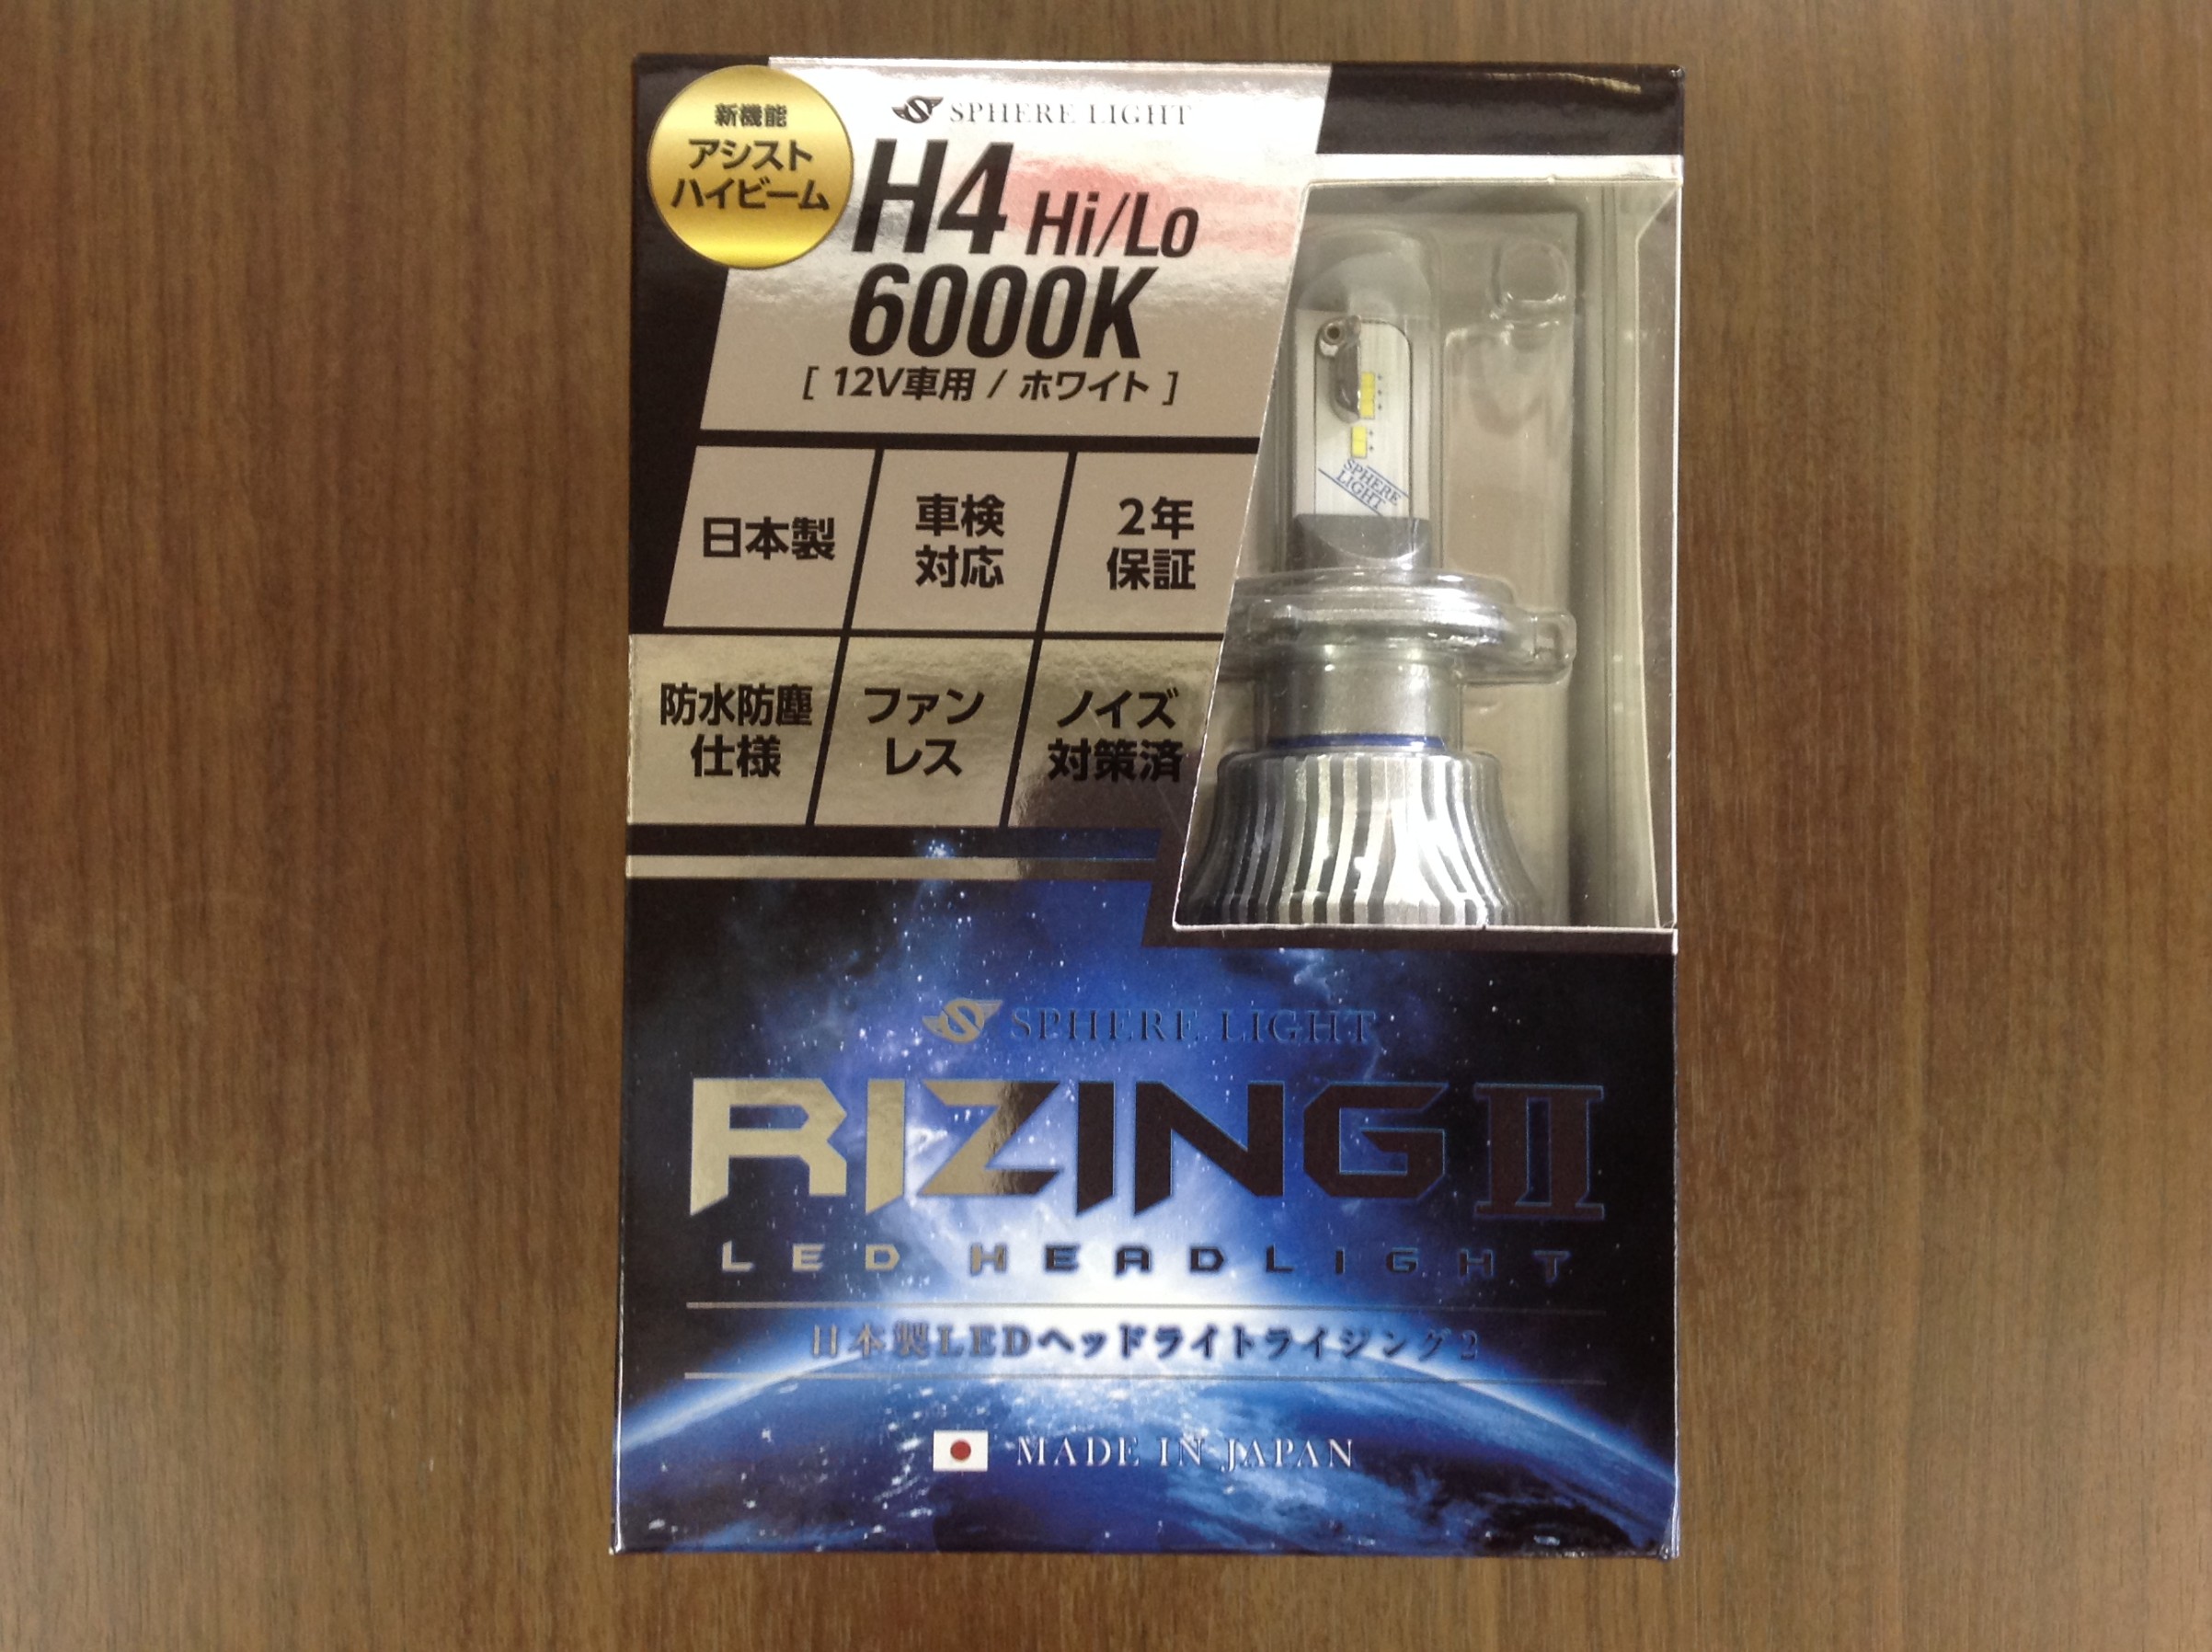 新機能
アシスト
ハイビーム
SPHERE LIGHT
H4 Hi/Lo
6000K
[ 12V車用 / ホワイト ]
日本製
車検
対応
2年
保証
防水防塵
仕様
ファン
レス
ノイズ
対策済
SPHERE
LIGHT
SPHERE LIGHT
RIZING II
LED HEADLIGHT
日本製LEDヘッドライトライジング2
MADE IN JAPAN